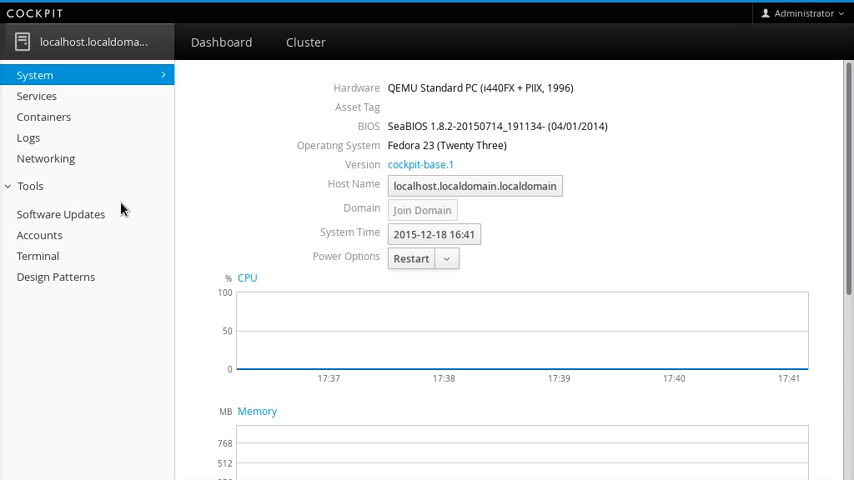 COCKPIT
Administrator
localhost.localdoma...
Dashboard
Cluster
System
Services
Containers
Logs
Networking
Tools
Software Updates
Accounts
Terminal
Design Patterns
Hardware QEMU Standard PC (i440FX + PIIX, 1996)
Asset Tag
BIOS SeaBIOS 1.8.2-20150714_191134- (04/01/2014)
Operating System Fedora 23 (Twenty Three)
Version cockpit-base.1
Host Name localhost.localdomain.localdomain
Domain Join Domain
System Time 2015-12-18 16:41
Power Options Restart
% CPU
100
50
0
17:37 17:38 17:39 17:40 17:41
MB Memory
768
512